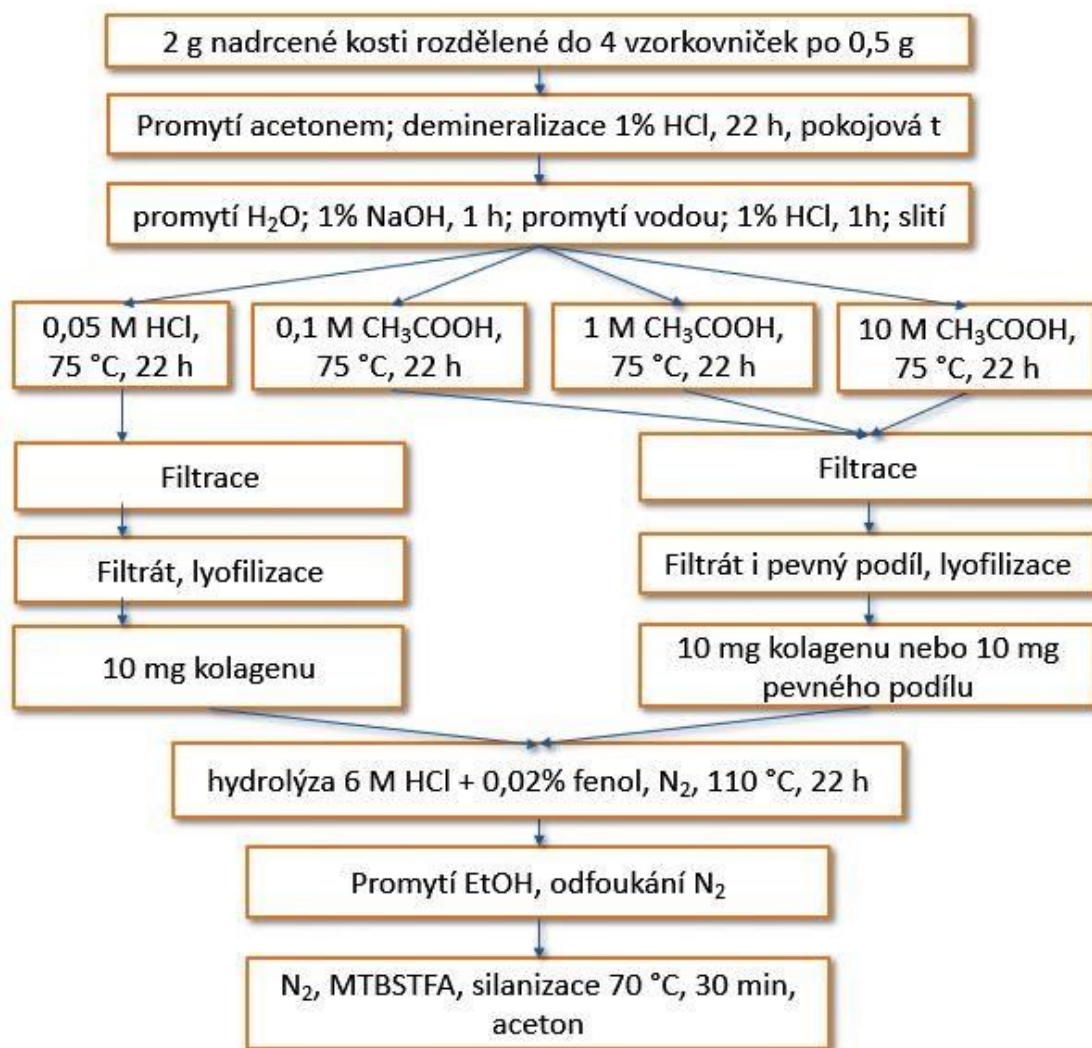 2 g nadrcené kosti rozdělené do 4 vzorkovniček po 0,5 g
Promytí acetonem; demineralizace 1% HCl, 22 h, pokojová t
promytí H₂O; 1% NaOH, 1 h; promytí vodou; 1% HCl, 1h; slití
0,05 M HCl,
75 °C, 22 h
0,1 M CH₃COOH,
75 °C, 22 h
1 M CH₃COOH,
75 °C, 22 h
10 M CH₃COOH,
75 °C, 22 h
Filtrace
Filtrace
Filtrát, lyofilizace
Filtrát i pevný podíl, lyofilizace
10 mg kolagenu
10 mg kolagenu nebo 10 mg
pevného podílu
hydrolýza 6 M HCl + 0,02% fenol, N₂, 110 °C, 22 h
Promytí EtOH, odfoukání N₂
N₂, MTBSTFA, silanizace 70 °C, 30 min,
aceton